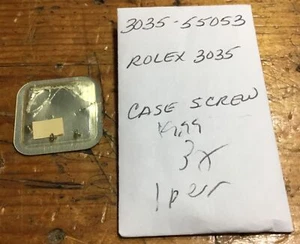 3035-55053
ROLEX 3035
CASE SCREW
3X
1 per